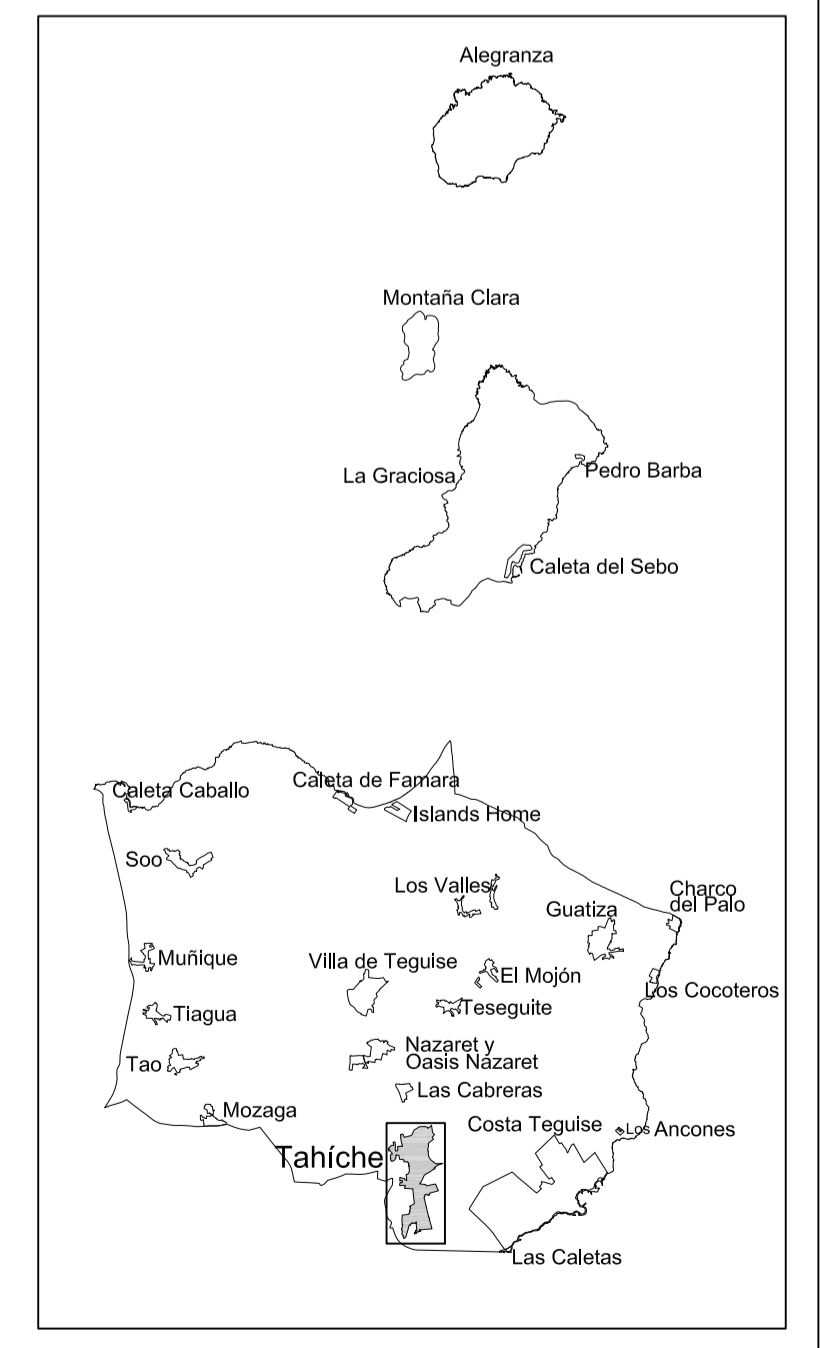 Alegranza
Montaña Clara
La Graciosa
Pedro Barba
Caleta del Sebo
Caleta Caballo
Caleta de Famara
Islands Home
Soo
Los Valles
Charco
del Palo
Guatiza
Muñique
Villa de Teguise
El Mojón
Los Cocoteros
Tiagua
Teseguite
Tao
Nazaret y
Oasis Nazaret
Las Cabreras
Mozaga
Costa Teguise
Los Ancones
Tahíche
Las Caletas